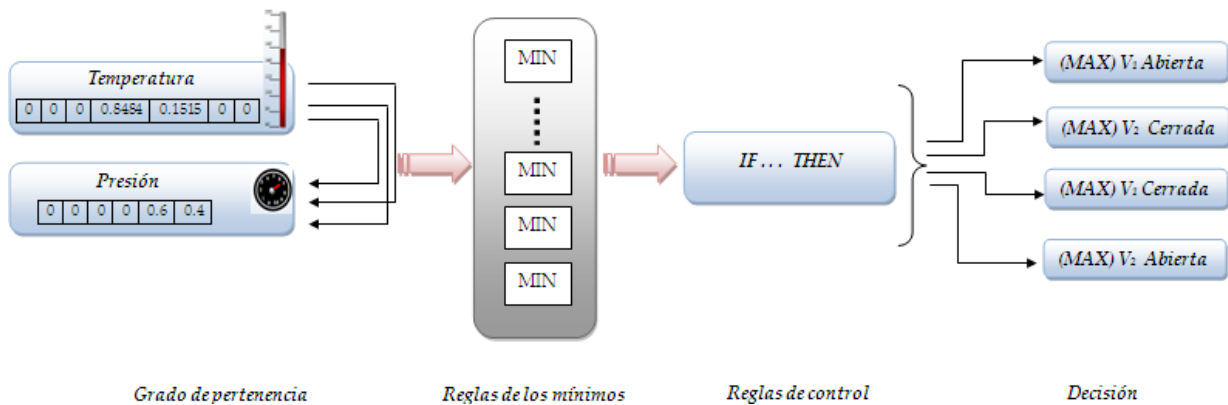 Temperatura
0 0 0 0.8484 0.1515 0 0
Presión
0 0 0 0 0.6 0.4
MIN
MIN
MIN
MIN
IF . . . THEN
(MAX) V1 Abierta
(MAX) V2 Cerrada
(MAX) V1 Cerrada
(MAX) V2 Abierta
Grado de pertenencia
Reglas de los mínimos
Reglas de control
Decisión